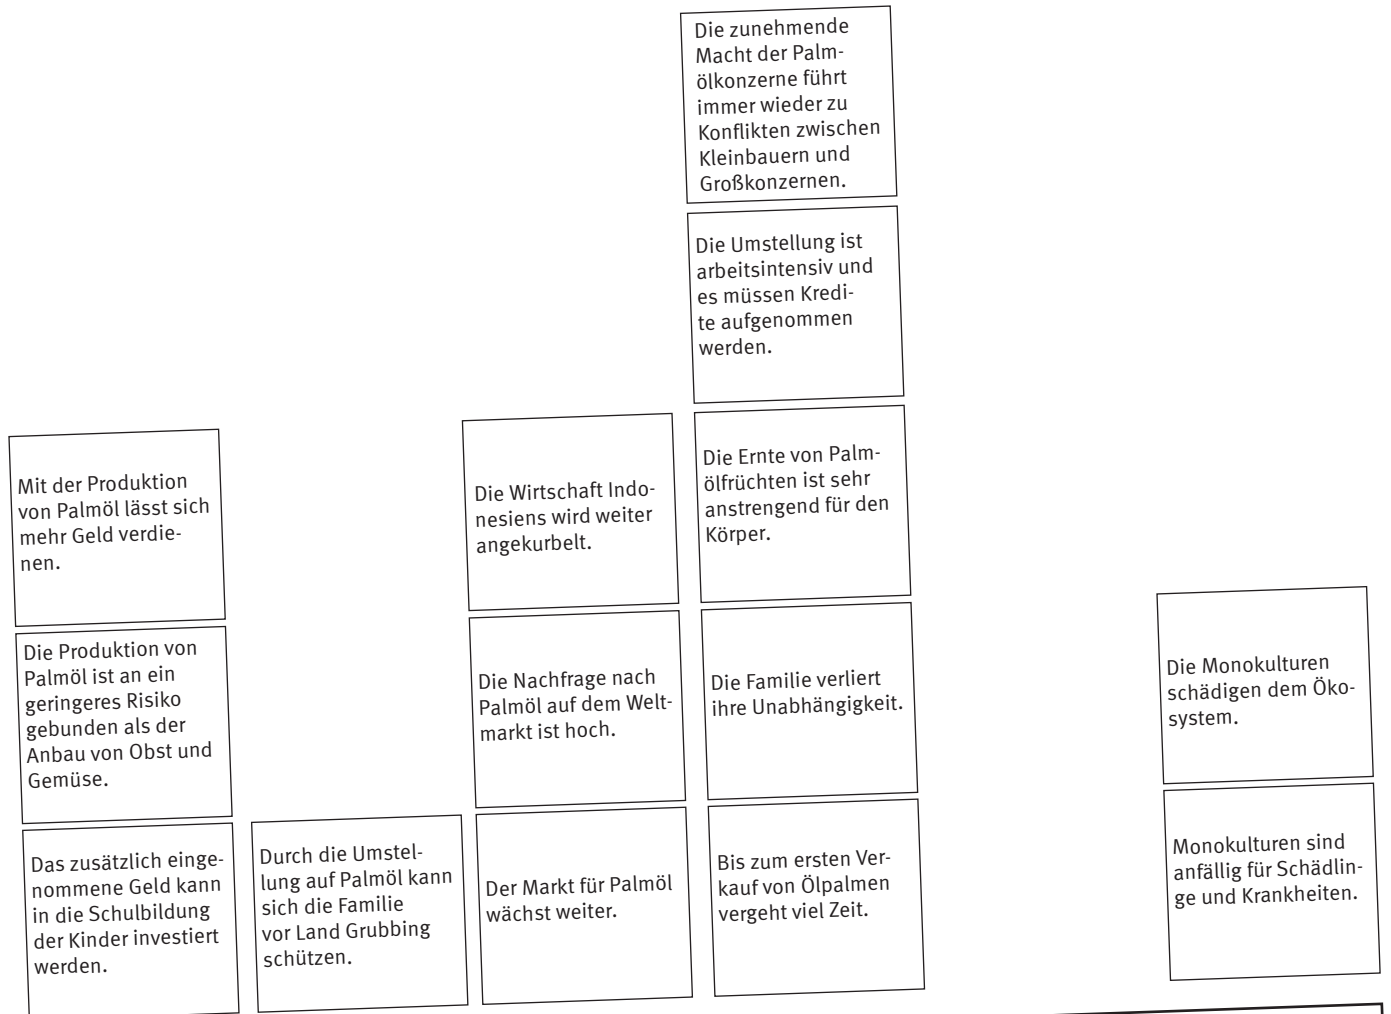 Die zunehmende
Macht der Palm-
ölkonzerne führt
immer wieder zu
Konflikten zwischen
Kleinbauern und
Großkonzernen.
Die Umstellung ist
arbeitsintensiv und
es müssen Kredi-
te aufgenommen
werden.
Mit der Produktion
von Palmöl lässt sich
mehr Geld verdie-
nen.
Die Wirtschaft Indo-
nesiens wird weiter
angekurbelt.
Die Ernte von Palm-
ölfrüchten ist sehr
anstrengend für den
Körper.
Die Produktion von
Palmöl ist an ein
geringeres Risiko
gebunden als der
Anbau von Obst und
Gemüse.
Die Nachfrage nach
Palmöl auf dem Welt-
markt ist hoch.
Die Familie verliert
ihre Unabhängigkeit.
Die Monokulturen
schädigen dem Öko-
system.
Das zusätzlich einge-
nommene Geld kann
in die Schulbildung
der Kinder investiert
werden.
Durch die Umstel-
lung auf Palmöl kann
sich die Familie
vor Land Grubbing
schützen.
Der Markt für Palmöl
wächst weiter.
Bis zum ersten Ver-
kauf von Ölpalmen
vergeht viel Zeit.
Monokulturen sind
anfällig für Schädlin-
ge und Krankheiten.